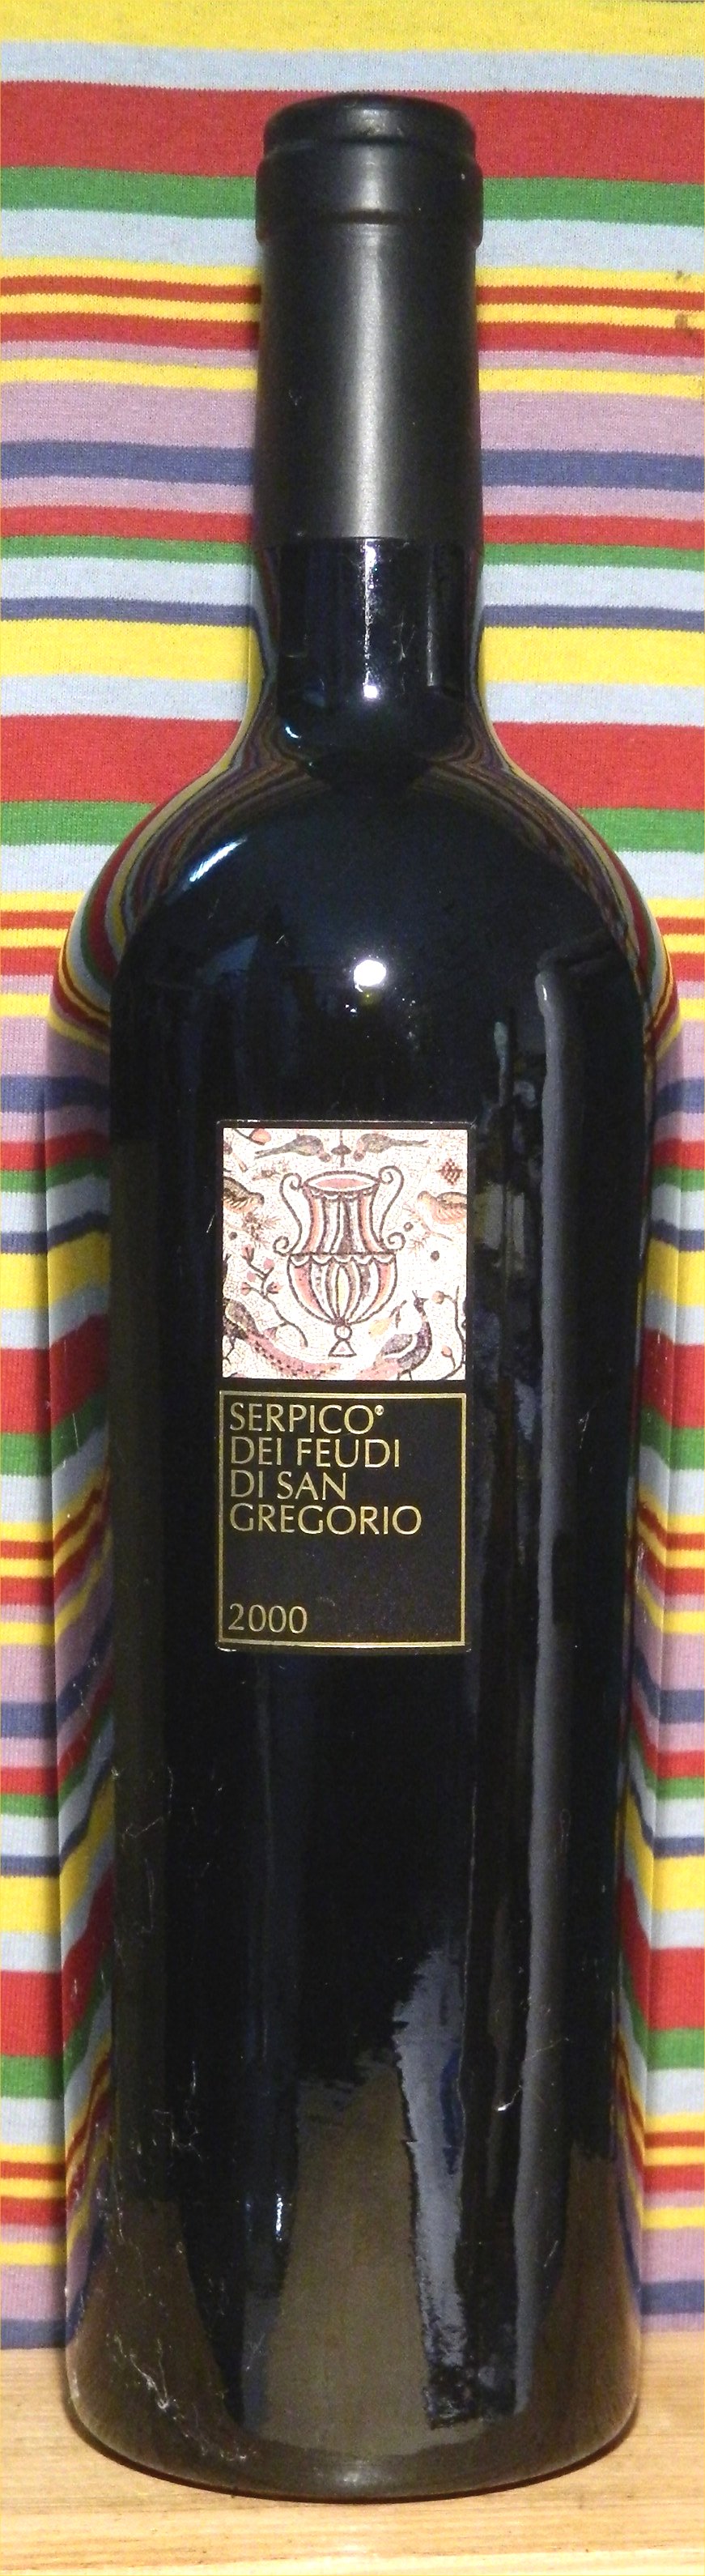 SERPICO
DEI FEUDI
DI SAN
GREGORIO
2000